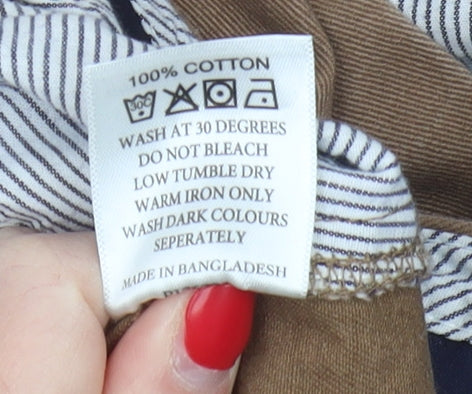 100% COTTON
30C
WASH AT 30 DEGREES
DO NOT BLEACH
LOW TUMBLE DRY
WARM IRON ONLY
WASH DARK COLOURS
SEPERATELY
MADE IN BANGLADESH